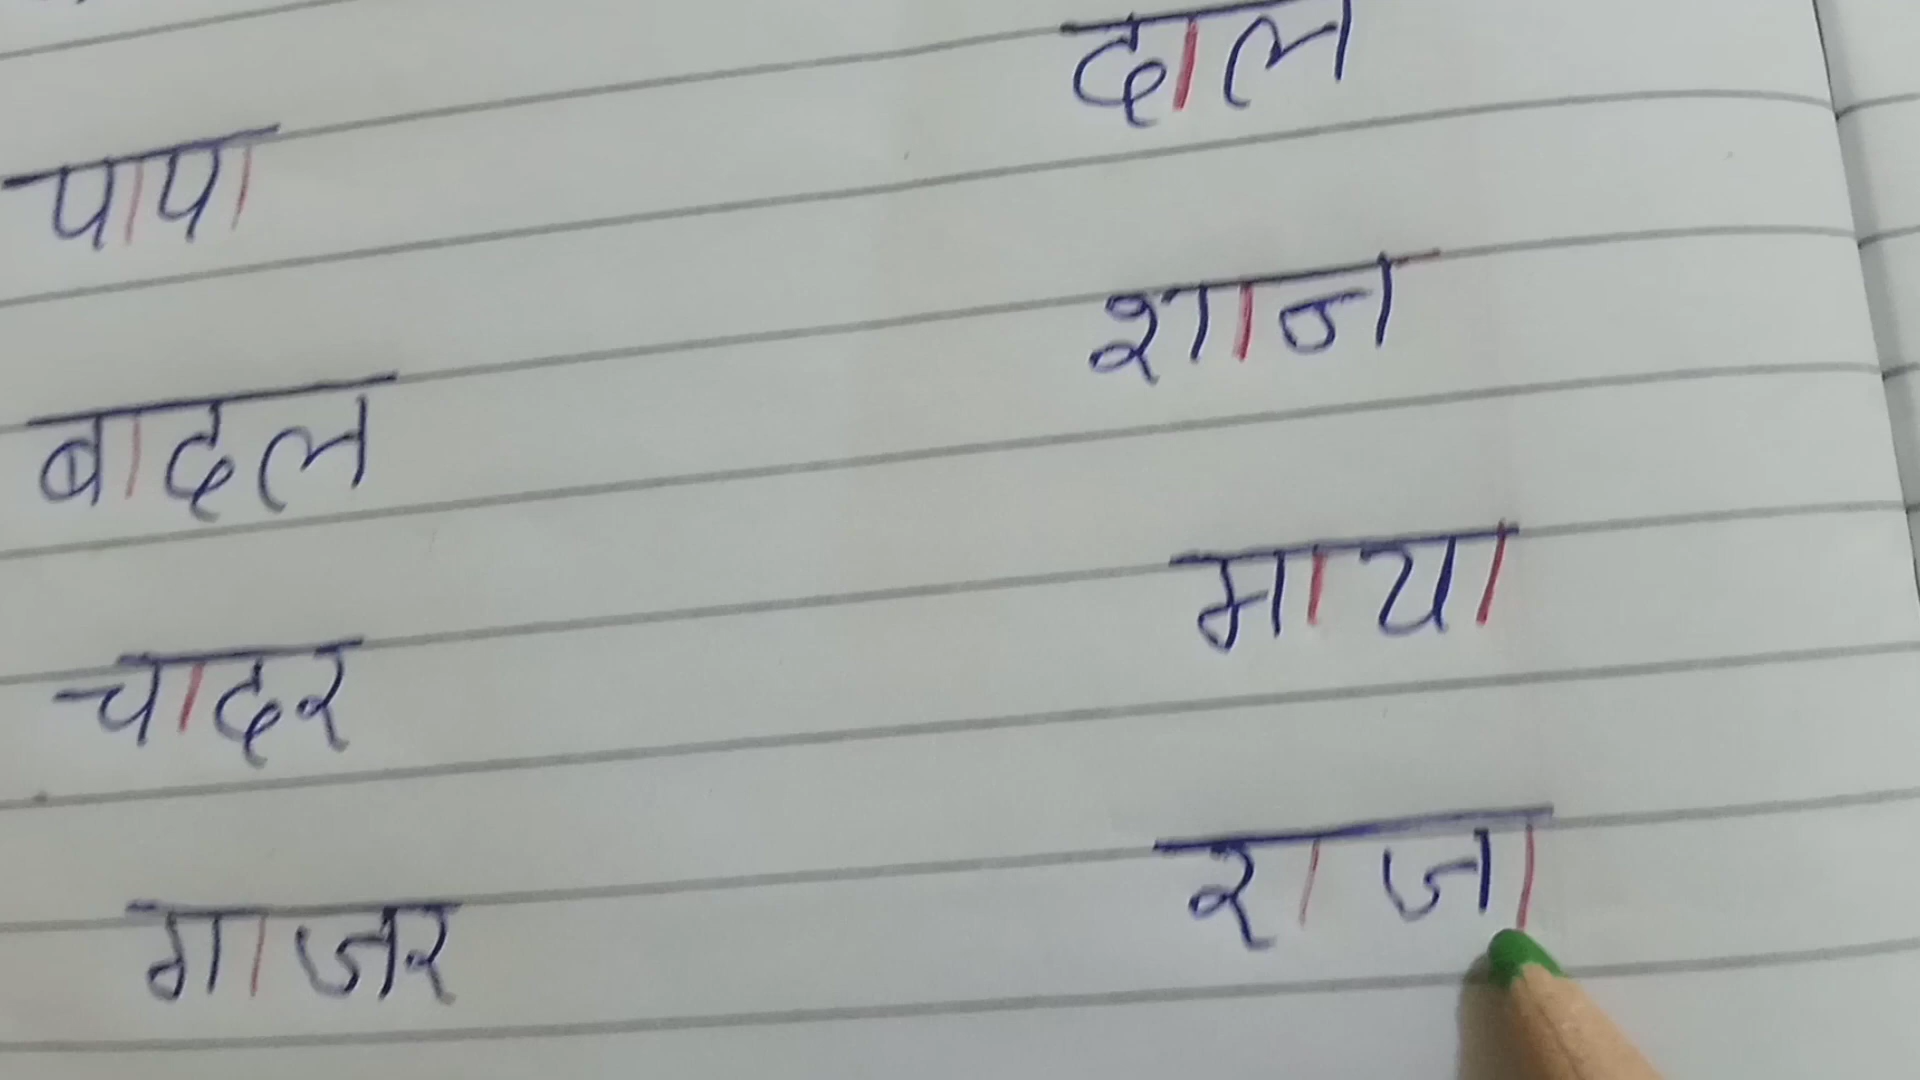 पापा
बादल
चादर
गाजर
दाल
माया
राजा